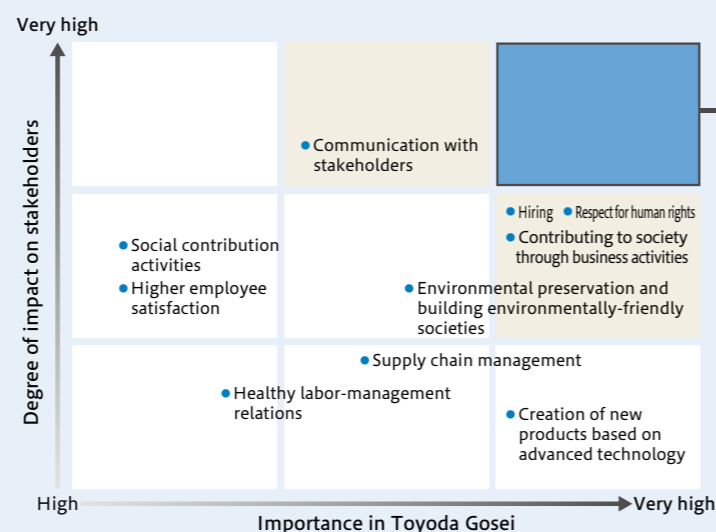 Very high
Degree of impact on stakeholders
Communication with
stakeholders
Hiring
Respect for human rights
Contributing to society
through business activities
Social contribution
activities
Higher employee
satisfaction
Environmental preservation and
building environmentally-friendly
societies
Supply chain management
Healthy labor-management
relations
Creation of new
products based on
advanced technology
High
Very high
Importance in Toyoda Gosei